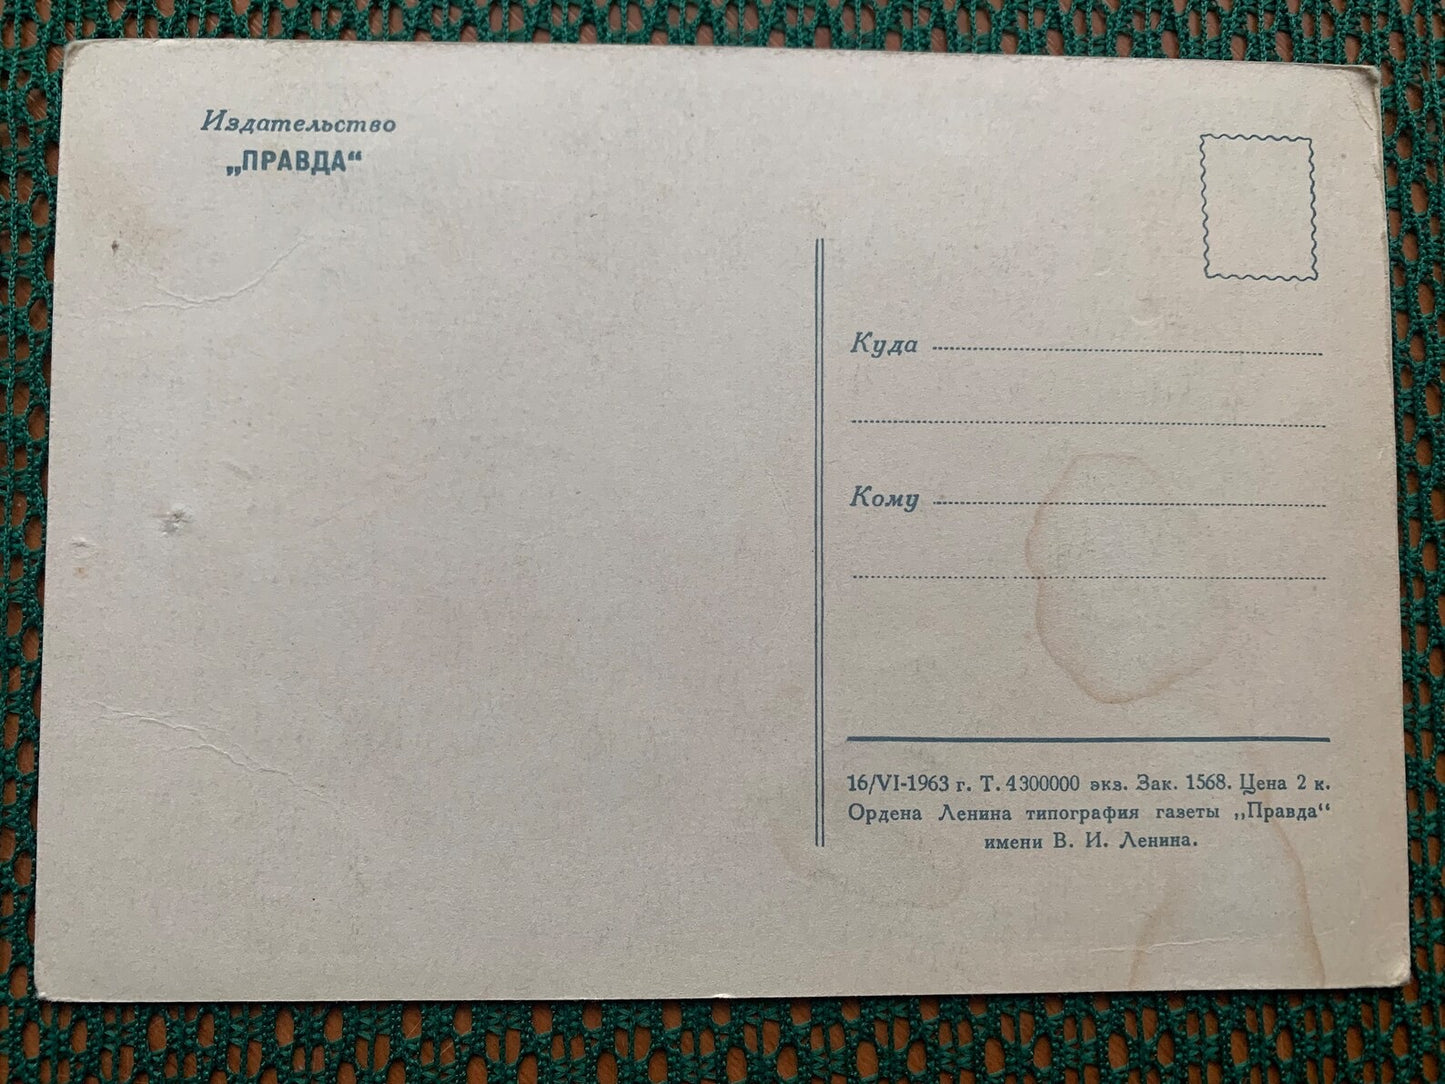 Издательство
„ПРАВДА“
Куда
Кому
16/VI-1963 г. Т. 4300000 экз. Зак. 1568. Цена 2 к.
Ордена Ленина типография газеты „Правда“
имени В. И. Ленина.